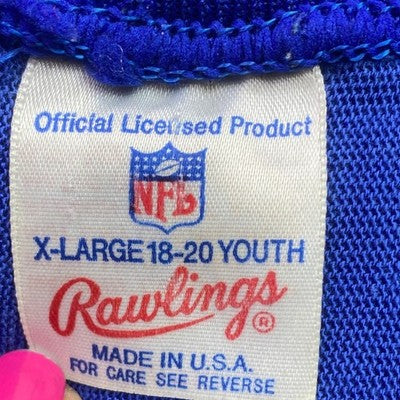 Official Licensed Product
NFL
X-LARGE 18-20 YOUTH
Rawlings ®
MADE IN U.S.A.
FOR CARE SEE REVERSE